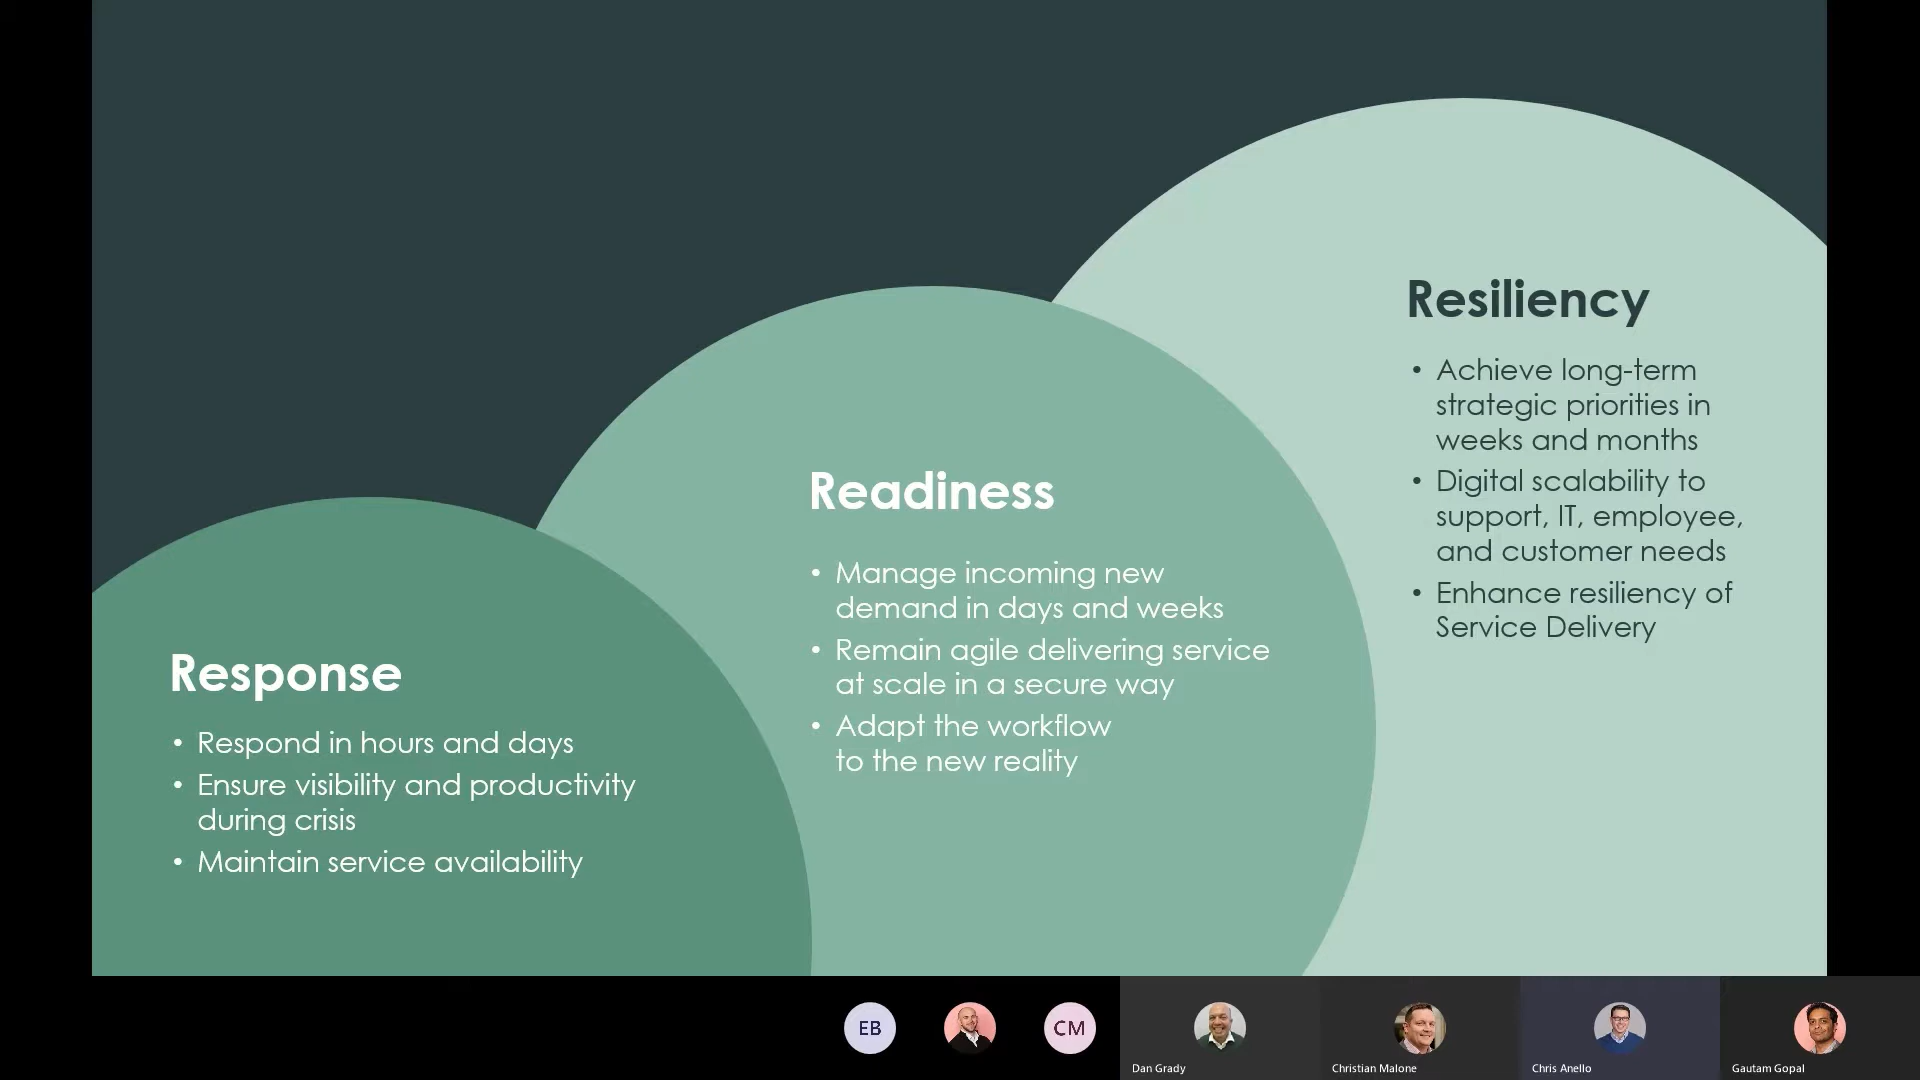 Resiliency
• Achieve long-term
strategic priorities in
weeks and months
• Digital scalability to
support, IT, employee,
and customer needs
• Enhance resiliency of
Service Delivery
Readiness
• Manage incoming new
demand in days and weeks
• Remain agile delivering service
at scale in a secure way
• Adapt the workflow
to the new reality
Response
• Respond in hours and days
• Ensure visibility and productivity
during crisis
• Maintain service availability
EB
CM
Dan Grady
Christian Malone
Chris Anello
Gautam Gopal